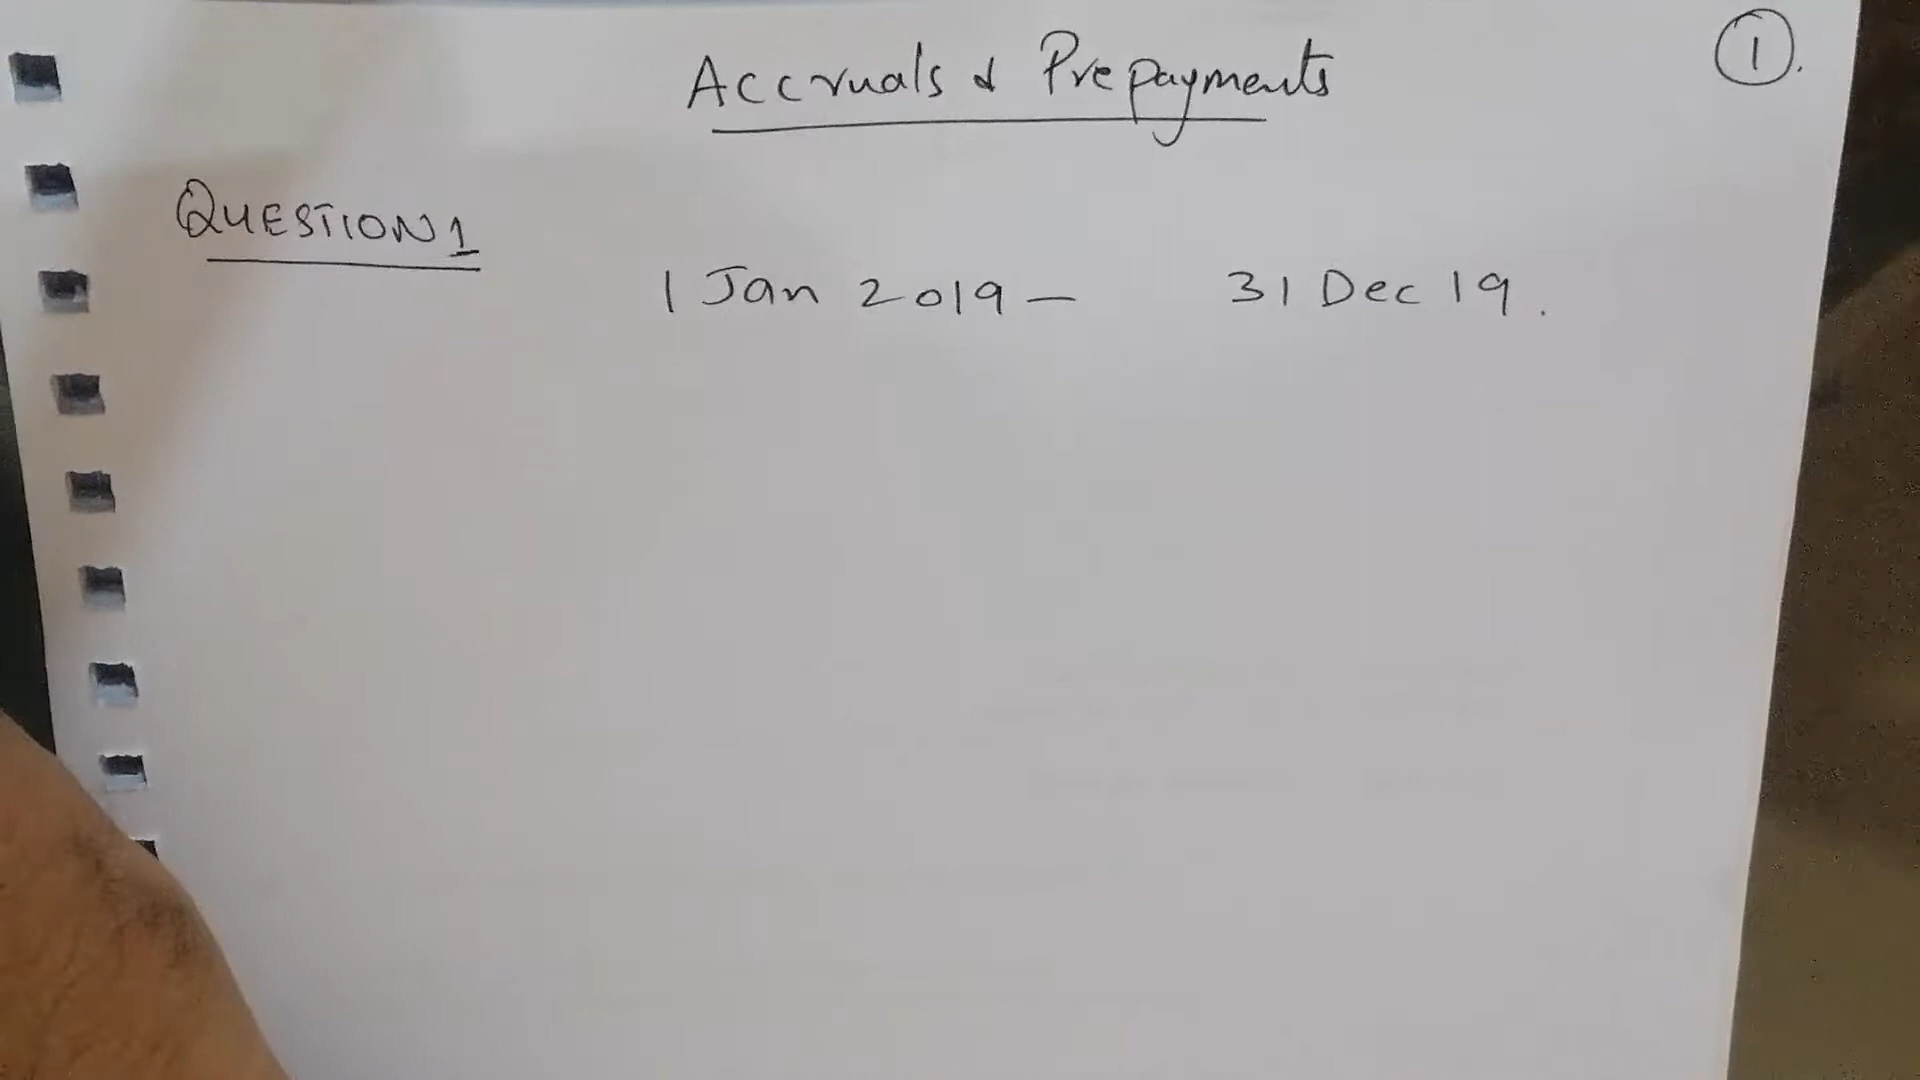 Accruals & Prepayments
1.
QUESTION 1
1 Jan 2019 — 31 Dec 19.